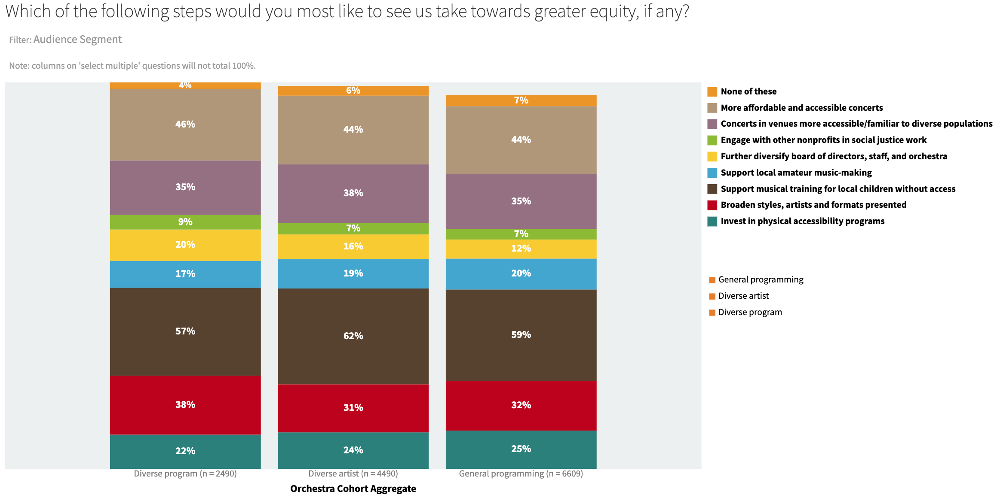 Which of the following steps would you most like to see us take towards greater equity, if any?
Filter: Audience Segment
Note: columns on 'select multiple' questions will not total 100%.
4%
46%
35%
9%
20%
17%
57%
38%
22%
Diverse program (n = 2490)
6%
44%
38%
7%
16%
19%
62%
31%
24%
Diverse artist (n = 4490)
7%
44%
35%
7%
12%
20%
59%
32%
25%
General programming (n = 6609)
Orchestra Cohort Aggregate
None of these
More affordable and accessible concerts
Concerts in venues more accessible/familiar to diverse populations
Engage with other nonprofits in social justice work
Further diversify board of directors, staff, and orchestra
Support local amateur music-making
Support musical training for local children without access
Broaden styles, artists and formats presented
Invest in physical accessibility programs
General programming
Diverse artist
Diverse program